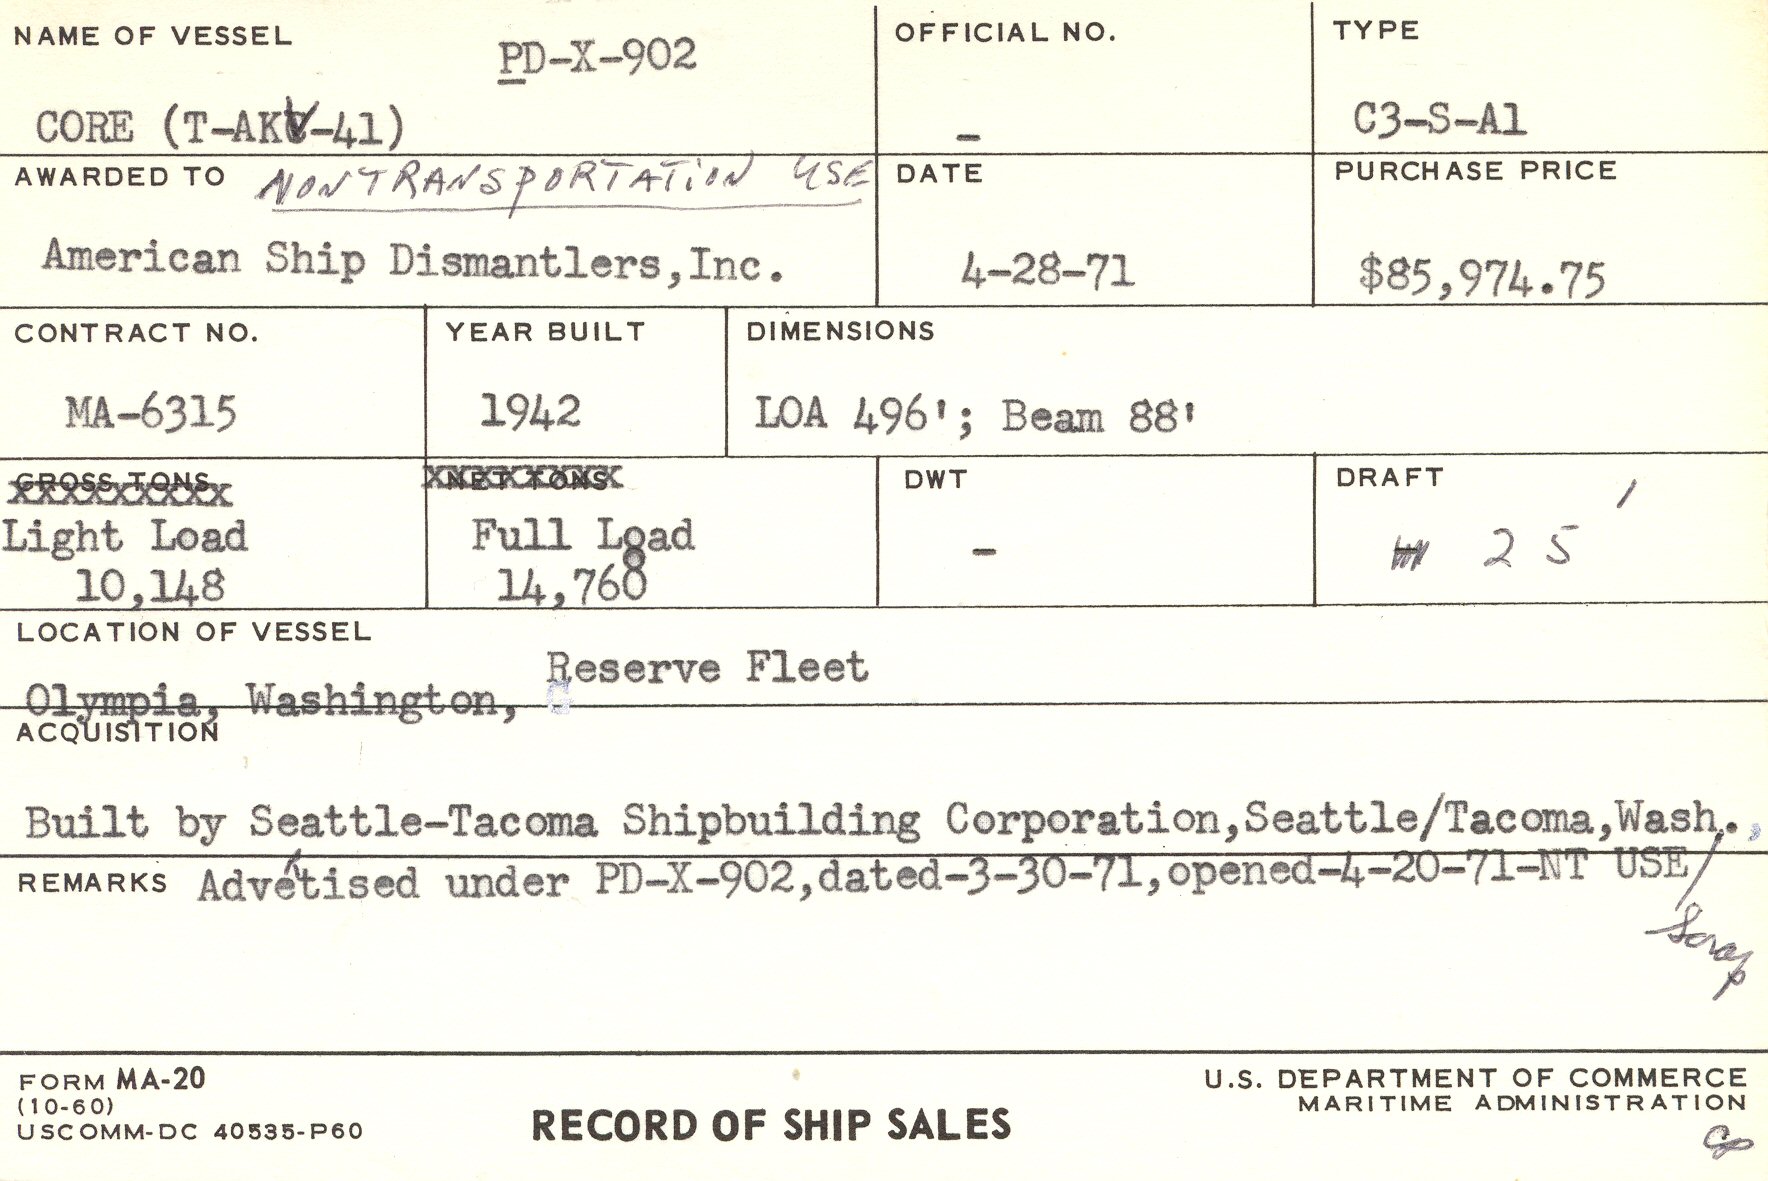 NAME OF VESSEL
PD-X-902
CORE (T-AKV-41)
OFFICIAL NO.
-
TYPE
C3-S-A1
AWARDED TO NONTRANSPORTATION USE
American Ship Dismantlers,Inc.
DATE
4-28-71
PURCHASE PRICE
$85,974.75
CONTRACT NO.
MA-6315
YEAR BUILT
1942
DIMENSIONS
LOA 496'; Beam 88'
GROSS TONS
Light Load
10,148
NET TONS
Full Load
14,768
DWT
-
DRAFT
25'
LOCATION OF VESSEL
Reserve Fleet
Olympia, Washington,
ACQUISITION
Built by Seattle-Tacoma Shipbuilding Corporation,Seattle/Tacoma,Wash.,
REMARKS Advertised under PD-X-902,dated-3-30-71,opened-4-20-71-NT USE/
Scrap
FORM MA-20
(10-60)
USCOMM-DC 40535-P60
RECORD OF SHIP SALES
U.S. DEPARTMENT OF COMMERCE
MARITIME ADMINISTRATION